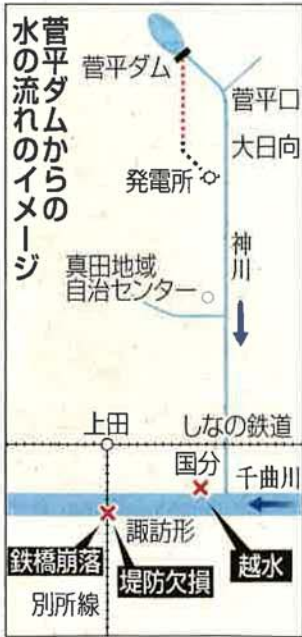 菅平ダムからの
水の流れのイメージ
菅平ダム
菅平口
大日向
発電所
神川
真田地域
自治センター
上田
しなの鉄道
国分
千曲川
諏訪形
鉄橋崩落
堤防欠損
越水
別所線